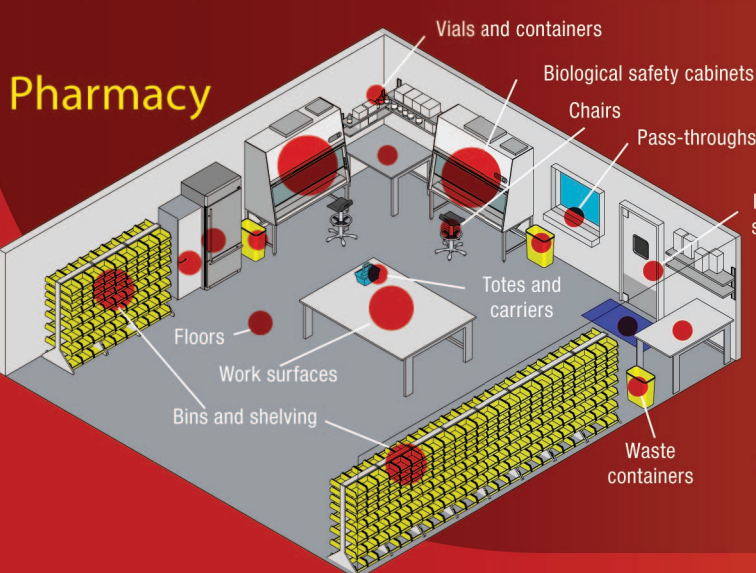 Pharmacy
Vials and containers
Biological safety cabinets
Chairs
Pass-throughs
Totes and
carriers
Floors
Work surfaces
Bins and shelving
Waste
containers